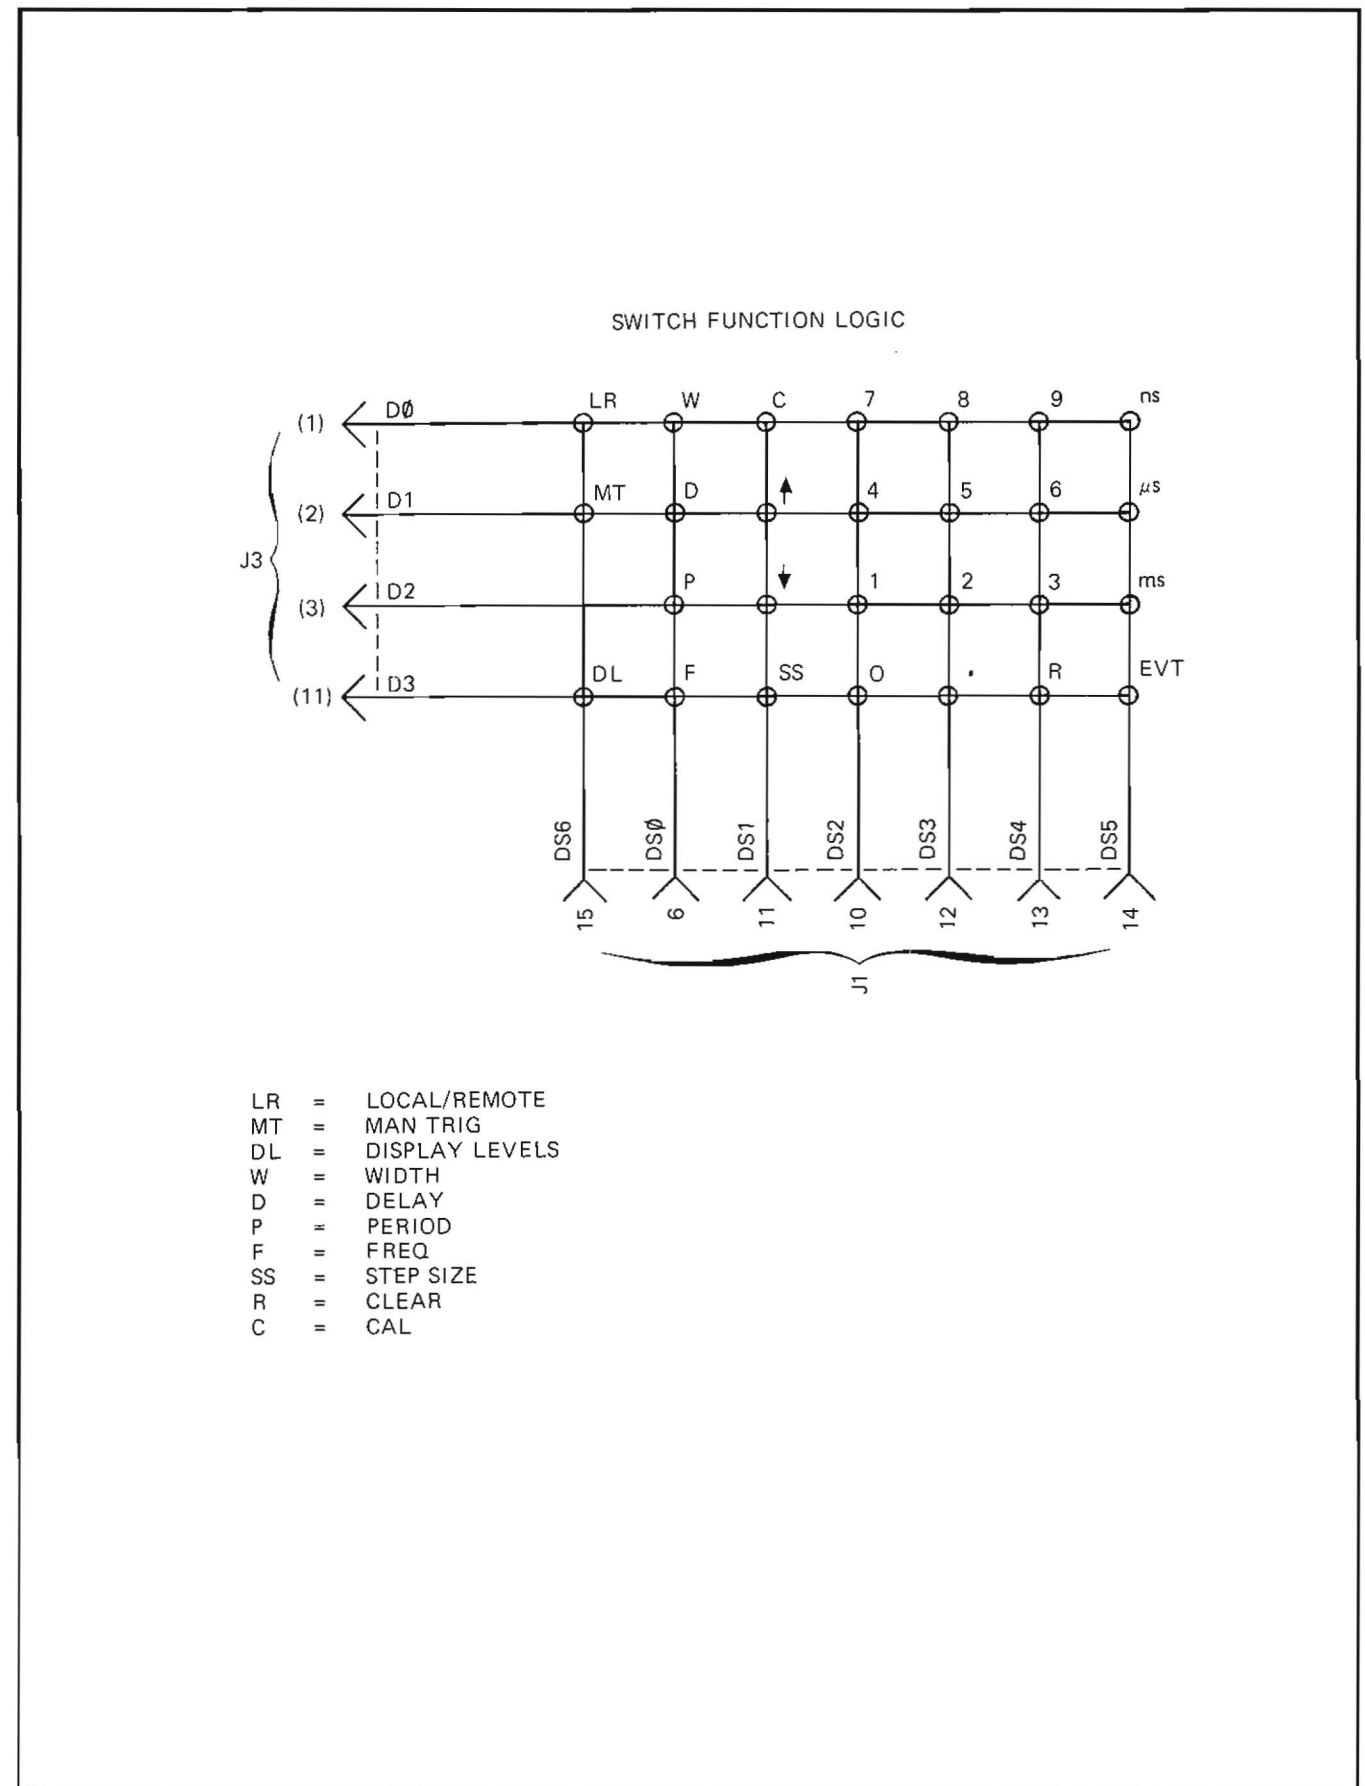 SWITCH FUNCTION LOGIC
LR W C 7 8 9 ns
(1) DØ
MT D 4 5 6 μs
(2) D1
J3
P 1 2 3 ms
(3) D2
DL F SS O . R EVT
(11) D3
DS6 DSØ DS1 DS2 DS3 DS4 DS5
15 6 11 10 12 13 14
J1
LR = LOCAL/REMOTE
MT = MAN TRIG
DL = DISPLAY LEVELS
W = WIDTH
D = DELAY
P = PERIOD
F = FREQ
SS = STEP SIZE
R = CLEAR
C = CAL